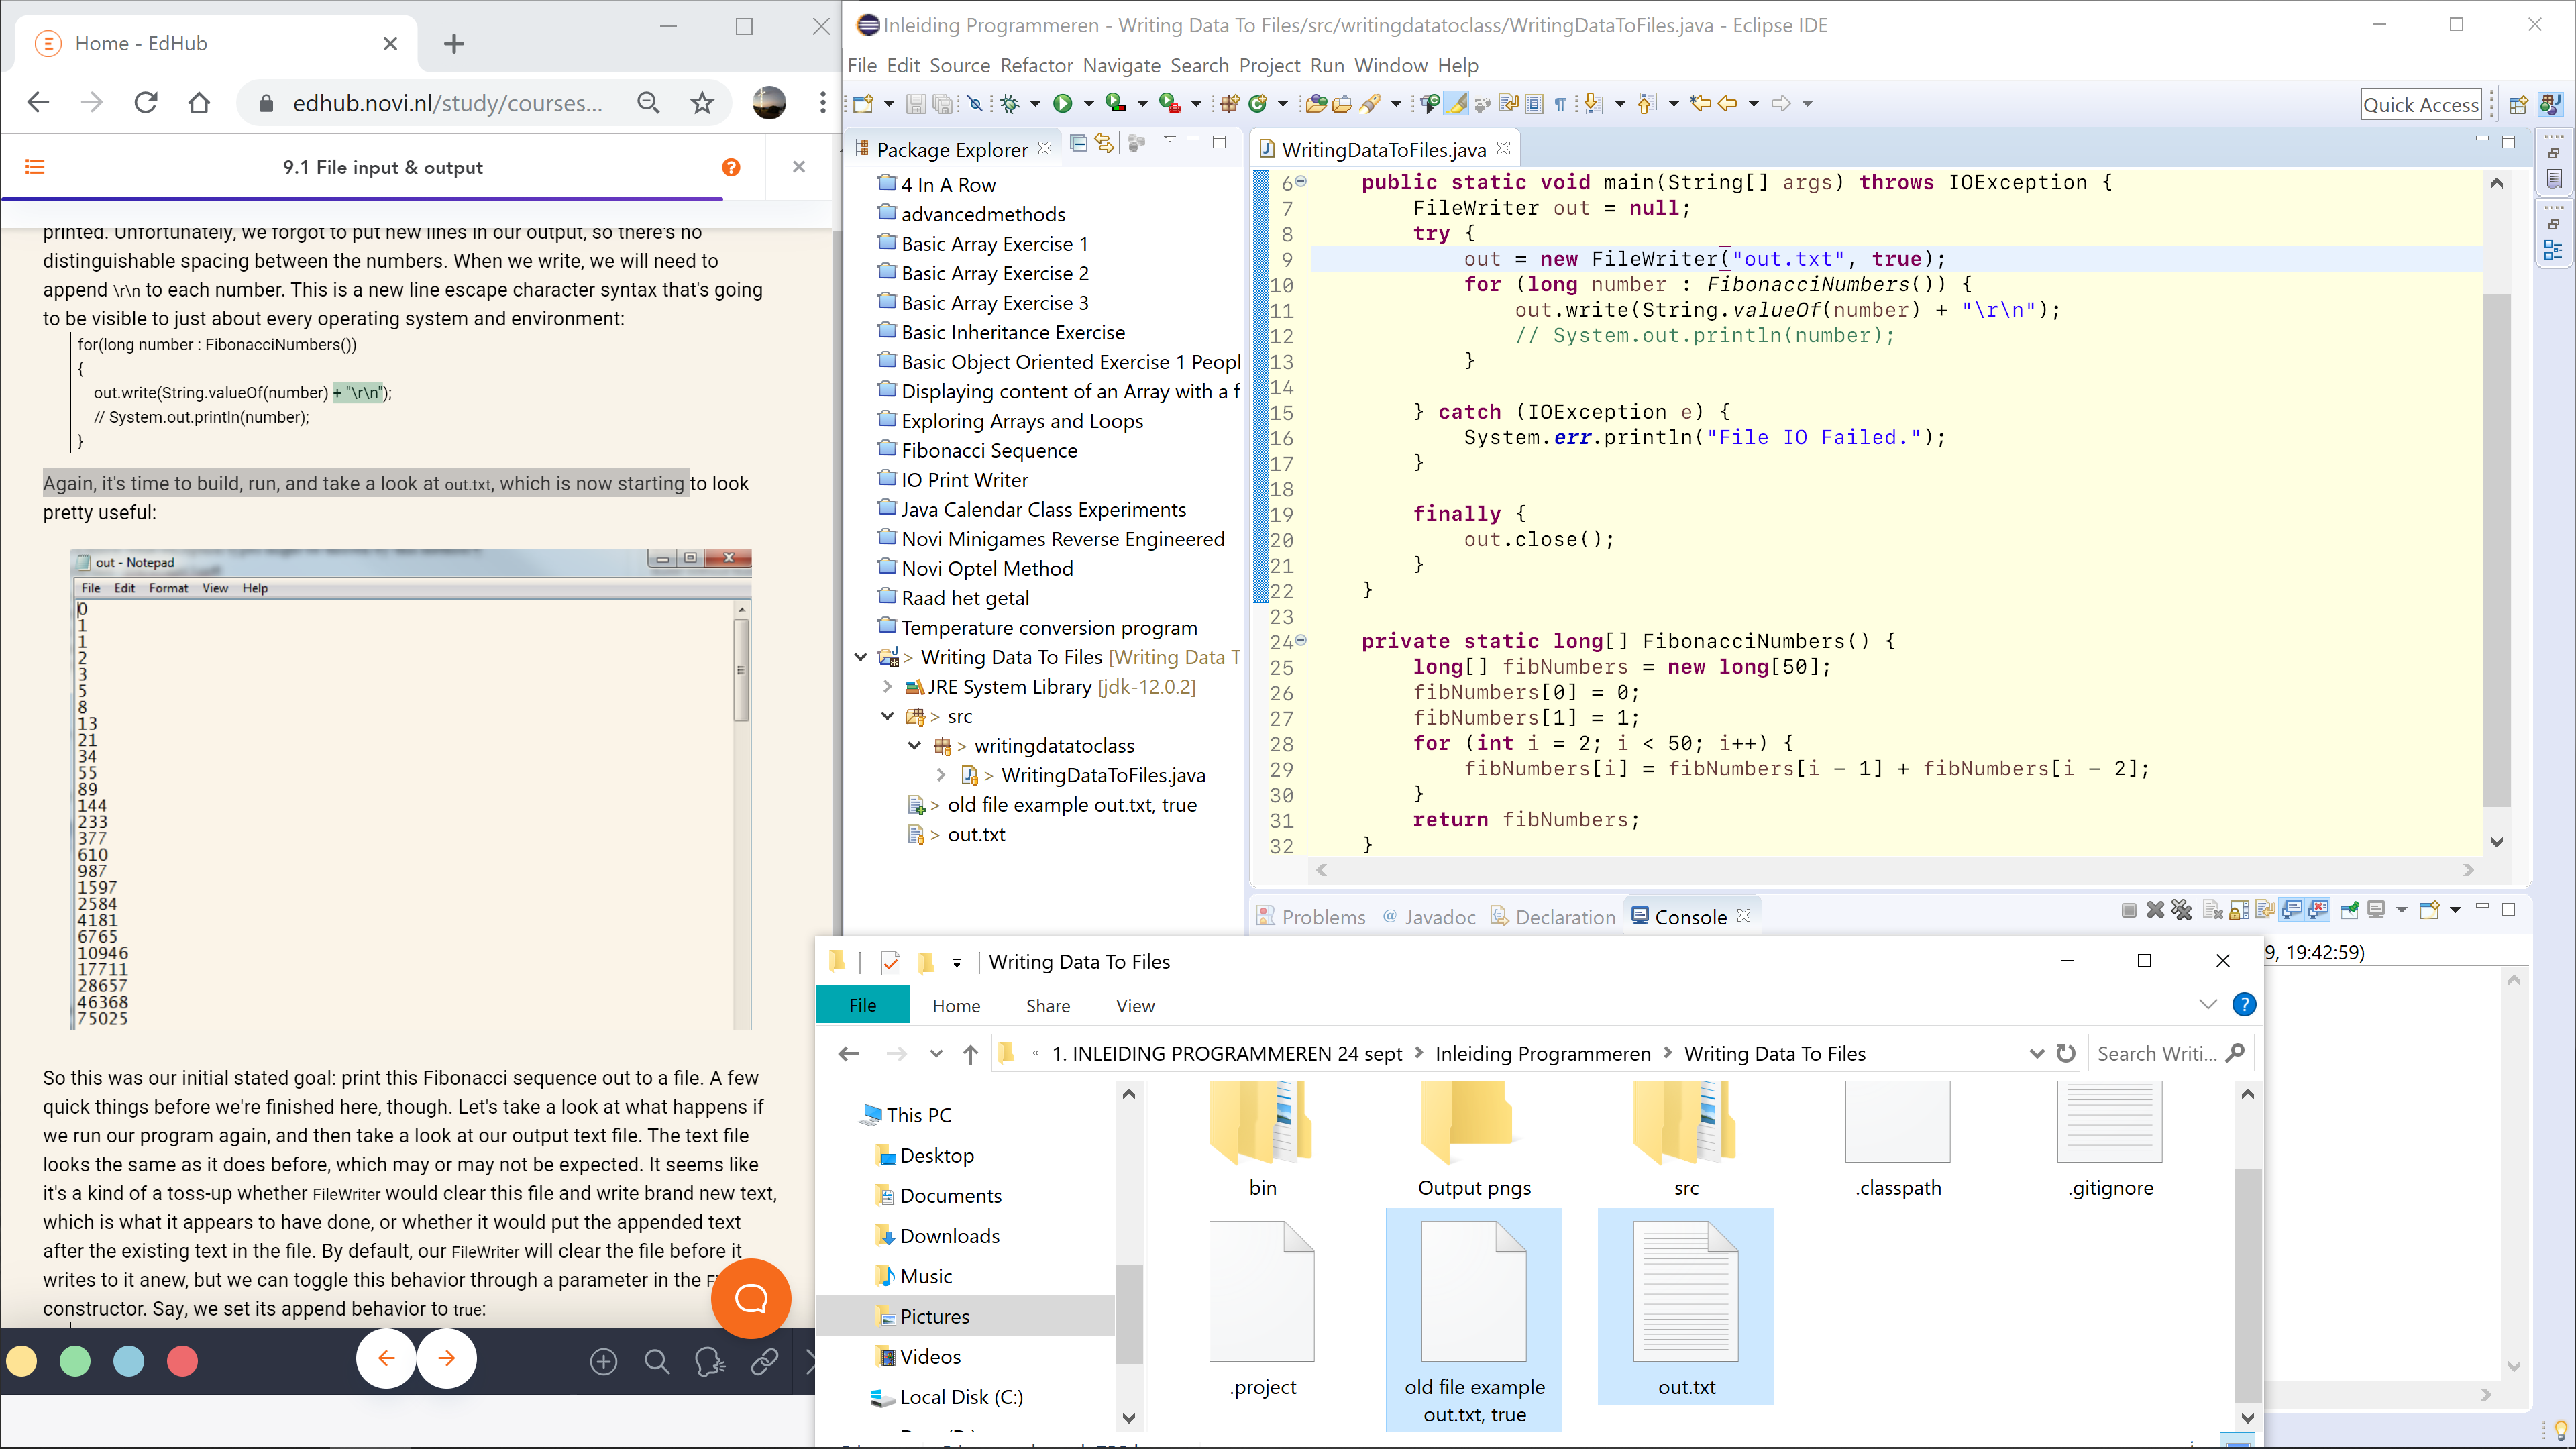 Home - EdHub
edhub.novi.nl/study/courses...
9.1 File input & output
printed. Unfortunately, we forgot to put new lines in our output, so there's no
distinguishable spacing between the numbers. When we write, we will need to
append \r\n to each number. This is a new line escape character syntax that's going
to be visible to just about every operating system and environment:
for(long number : FibonacciNumbers())
{
out.write(String.valueOf(number) + "\r\n");
// System.out.println(number);
}
Again, it's time to build, run, and take a look at out.txt, which is now starting to look
pretty useful:
out - Notepad
File Edit Format View Help
0
1
1
2
3
5
8
13
21
34
55
89
144
233
377
610
987
1597
2584
4181
6765
10946
17711
28657
46368
75025
So this was our initial stated goal: print this Fibonacci sequence out to a file. A few
quick things before we're finished here, though. Let's take a look at what happens if
we run our program again, and then take a look at our output text file. The text file
looks the same as it does before, which may or may not be expected. It seems like
it's a kind of a toss-up whether FileWriter would clear this file and write brand new text,
which is what it appears to have done, or whether it would put the appended text
after the existing text in the file. By default, our FileWriter will clear the file before it
writes to it anew, but we can toggle this behavior through a parameter in the
constructor. Say, we set its append behavior to true:
Inleiding Programmeren - Writing Data To Files/src/writingdatatoclass/WritingDataToFiles.java - Eclipse IDE
File Edit Source Refactor Navigate Search Project Run Window Help
Quick Access
Package Explorer
4 In A Row
advancedmethods
Basic Array Exercise 1
Basic Array Exercise 2
Basic Array Exercise 3
Basic Inheritance Exercise
Basic Object Oriented Exercise 1 Peopl
Displaying content of an Array with a f
Exploring Arrays and Loops
Fibonacci Sequence
IO Print Writer
Java Calendar Class Experiments
Novi Minigames Reverse Engineered
Novi Optel Method
Raad het getal
Temperature conversion program
> Writing Data To Files [Writing Data T
JRE System Library [jdk-12.0.2]
> src
> writingdatatoclass
> WritingDataToFiles.java
> old file example out.txt, true
> out.txt
WritingDataToFiles.java
6 public static void main(String[] args) throws IOException {
7 FileWriter out = null;
8 try {
9 out = new FileWriter("out.txt", true);
10 for (long number : FibonacciNumbers()) {
11 out.write(String.valueOf(number) + "\r\n");
12 // System.out.println(number);
13 }
14
15 } catch (IOException e) {
16 System.err.println("File IO Failed.");
17 }
18
19 finally {
20 out.close();
21 }
22 }
23
24 private static long[] FibonacciNumbers() {
25 long[] fibNumbers = new long[50];
26 fibNumbers[0] = 0;
27 fibNumbers[1] = 1;
28 for (int i = 2; i < 50; i++) {
29 fibNumbers[i] = fibNumbers[i - 1] + fibNumbers[i - 2];
30 }
31 return fibNumbers;
32 }
Problems @ Javadoc Declaration Console
9, 19:42:59)
Writing Data To Files
File Home Share View
« 1. INLEIDING PROGRAMMEREN 24 sept > Inleiding Programmeren > Writing Data To Files
Search Writi...
This PC
Desktop
Documents
Downloads
Music
Pictures
Videos
Local Disk (C:)
bin
Output pngs
src
.classpath
.gitignore
.project
old file example
out.txt, true
out.txt